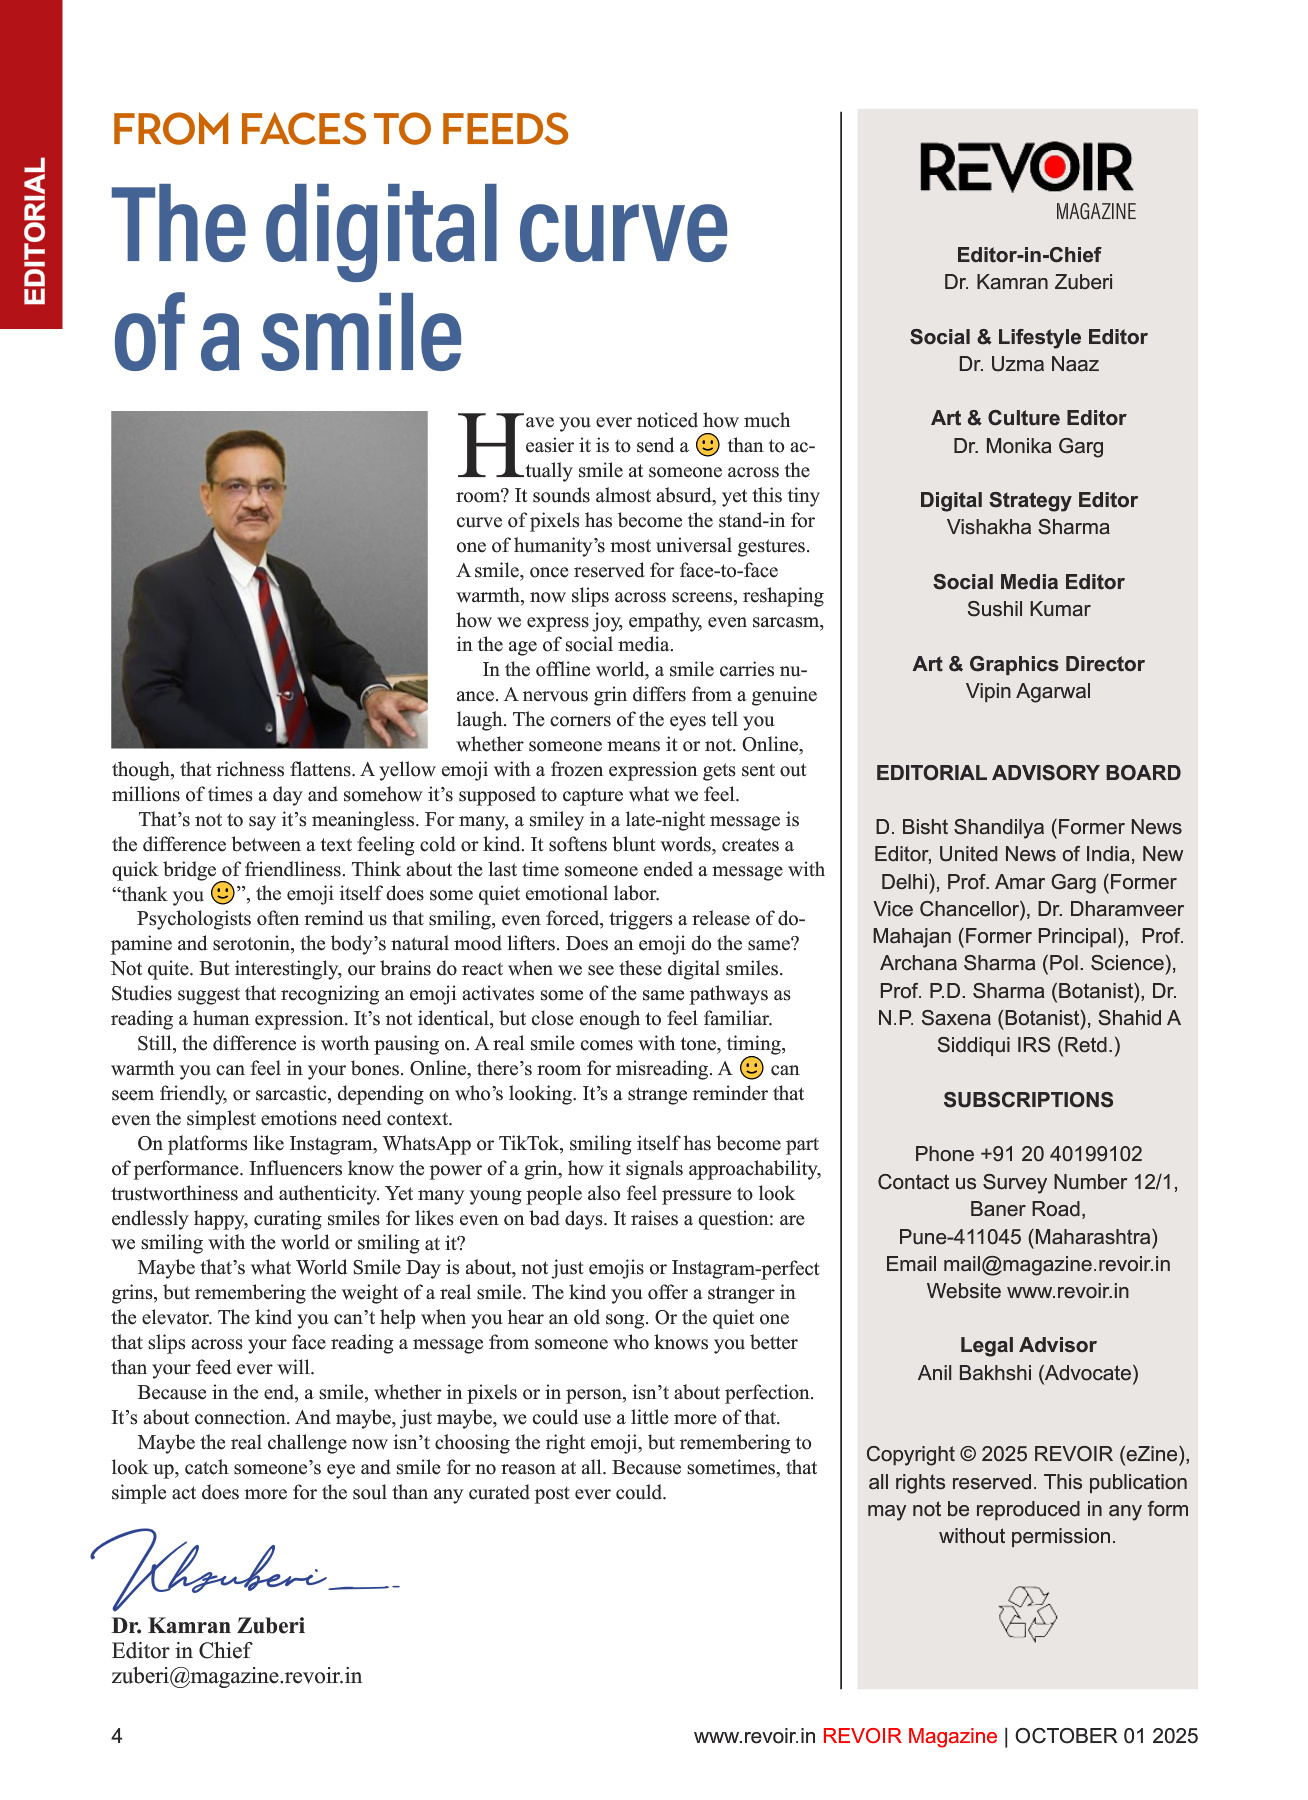 EDITORIAL
FROM FACES TO FEEDS
The digital curve
of a smile
Have you ever noticed how much
easier it is to send a 🙂 than to ac-
tually smile at someone across the
room? It sounds almost absurd, yet this tiny
curve of pixels has become the stand-in for
one of humanity’s most universal gestures.
A smile, once reserved for face-to-face
warmth, now slips across screens, reshaping
how we express joy, empathy, even sarcasm,
in the age of social media.
In the offline world, a smile carries nu-
ance. A nervous grin differs from a genuine
laugh. The corners of the eyes tell you
whether someone means it or not. Online,
though, that richness flattens. A yellow emoji with a frozen expression gets sent out
millions of times a day and somehow it’s supposed to capture what we feel.
That’s not to say it’s meaningless. For many, a smiley in a late-night message is
the difference between a text feeling cold or kind. It softens blunt words, creates a
quick bridge of friendliness. Think about the last time someone ended a message with
“thank you 🙂”, the emoji itself does some quiet emotional labor.
Psychologists often remind us that smiling, even forced, triggers a release of do-
pamine and serotonin, the body’s natural mood lifters. Does an emoji do the same?
Not quite. But interestingly, our brains do react when we see these digital smiles.
Studies suggest that recognizing an emoji activates some of the same pathways as
reading a human expression. It’s not identical, but close enough to feel familiar.
Still, the difference is worth pausing on. A real smile comes with tone, timing,
warmth you can feel in your bones. Online, there’s room for misreading. A 🙂 can
seem friendly, or sarcastic, depending on who’s looking. It’s a strange reminder that
even the simplest emotions need context.
On platforms like Instagram, WhatsApp or TikTok, smiling itself has become part
of performance. Influencers know the power of a grin, how it signals approachability,
trustworthiness and authenticity. Yet many young people also feel pressure to look
endlessly happy, curating smiles for likes even on bad days. It raises a question: are
we smiling with the world or smiling at it?
Maybe that’s what World Smile Day is about, not just emojis or Instagram-perfect
grins, but remembering the weight of a real smile. The kind you offer a stranger in
the elevator. The kind you can’t help when you hear an old song. Or the quiet one
that slips across your face reading a message from someone who knows you better
than your feed ever will.
Because in the end, a smile, whether in pixels or in person, isn’t about perfection.
It’s about connection. And maybe, just maybe, we could use a little more of that.
Maybe the real challenge now isn’t choosing the right emoji, but remembering to
look up, catch someone’s eye and smile for no reason at all. Because sometimes, that
simple act does more for the soul than any curated post ever could.
Khzuberi
Dr. Kamran Zuberi
Editor in Chief
zuberi@magazine.revoir.in
REVOIR
MAGAZINE
Editor-in-Chief
Dr. Kamran Zuberi
Social & Lifestyle Editor
Dr. Uzma Naaz
Art & Culture Editor
Dr. Monika Garg
Digital Strategy Editor
Vishakha Sharma
Social Media Editor
Sushil Kumar
Art & Graphics Director
Vipin Agarwal
EDITORIAL ADVISORY BOARD
D. Bisht Shandilya (Former News
Editor, United News of India, New
Delhi), Prof. Amar Garg (Former
Vice Chancellor), Dr. Dharamveer
Mahajan (Former Principal), Prof.
Archana Sharma (Pol. Science),
Prof. P.D. Sharma (Botanist), Dr.
N.P. Saxena (Botanist), Shahid A
Siddiqui IRS (Retd.)
SUBSCRIPTIONS
Phone +91 20 40199102
Contact us Survey Number 12/1,
Baner Road,
Pune-411045 (Maharashtra)
Email mail@magazine.revoir.in
Website www.revoir.in
Legal Advisor
Anil Bakhshi (Advocate)
Copyright © 2025 REVOIR (eZine),
all rights reserved. This publication
may not be reproduced in any form
without permission.
4
www.revoir.in REVOIR Magazine | OCTOBER 01 2025